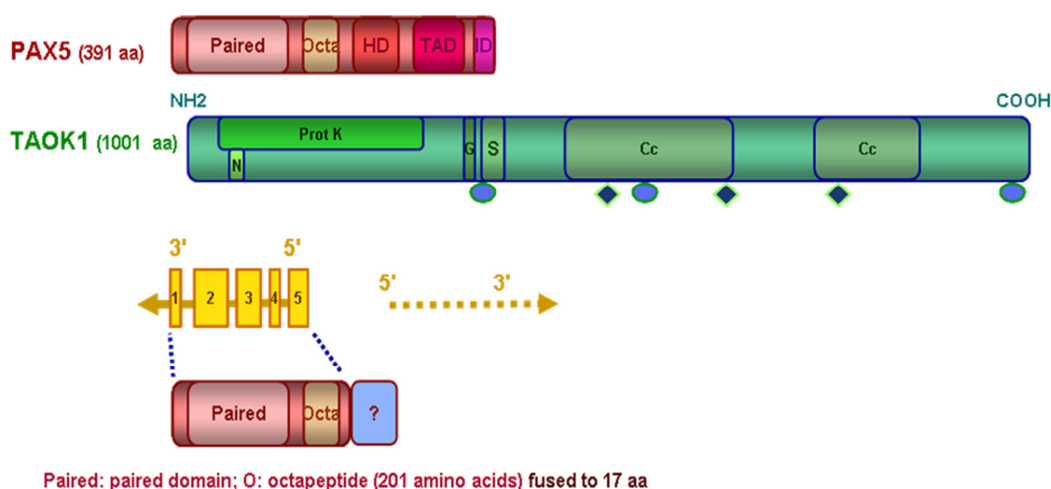 PAX5 (391 aa)
Paired Octa HD TAD ID
NH2 COOH
TAOK1 (1001 aa)
Prot K
N G S Cc Cc
3' 5'
5' 3'
1 2 3 4 5
Paired Octa ?
Paired: paired domain; O: octapeptide (201 amino acids) fused to 17 aa